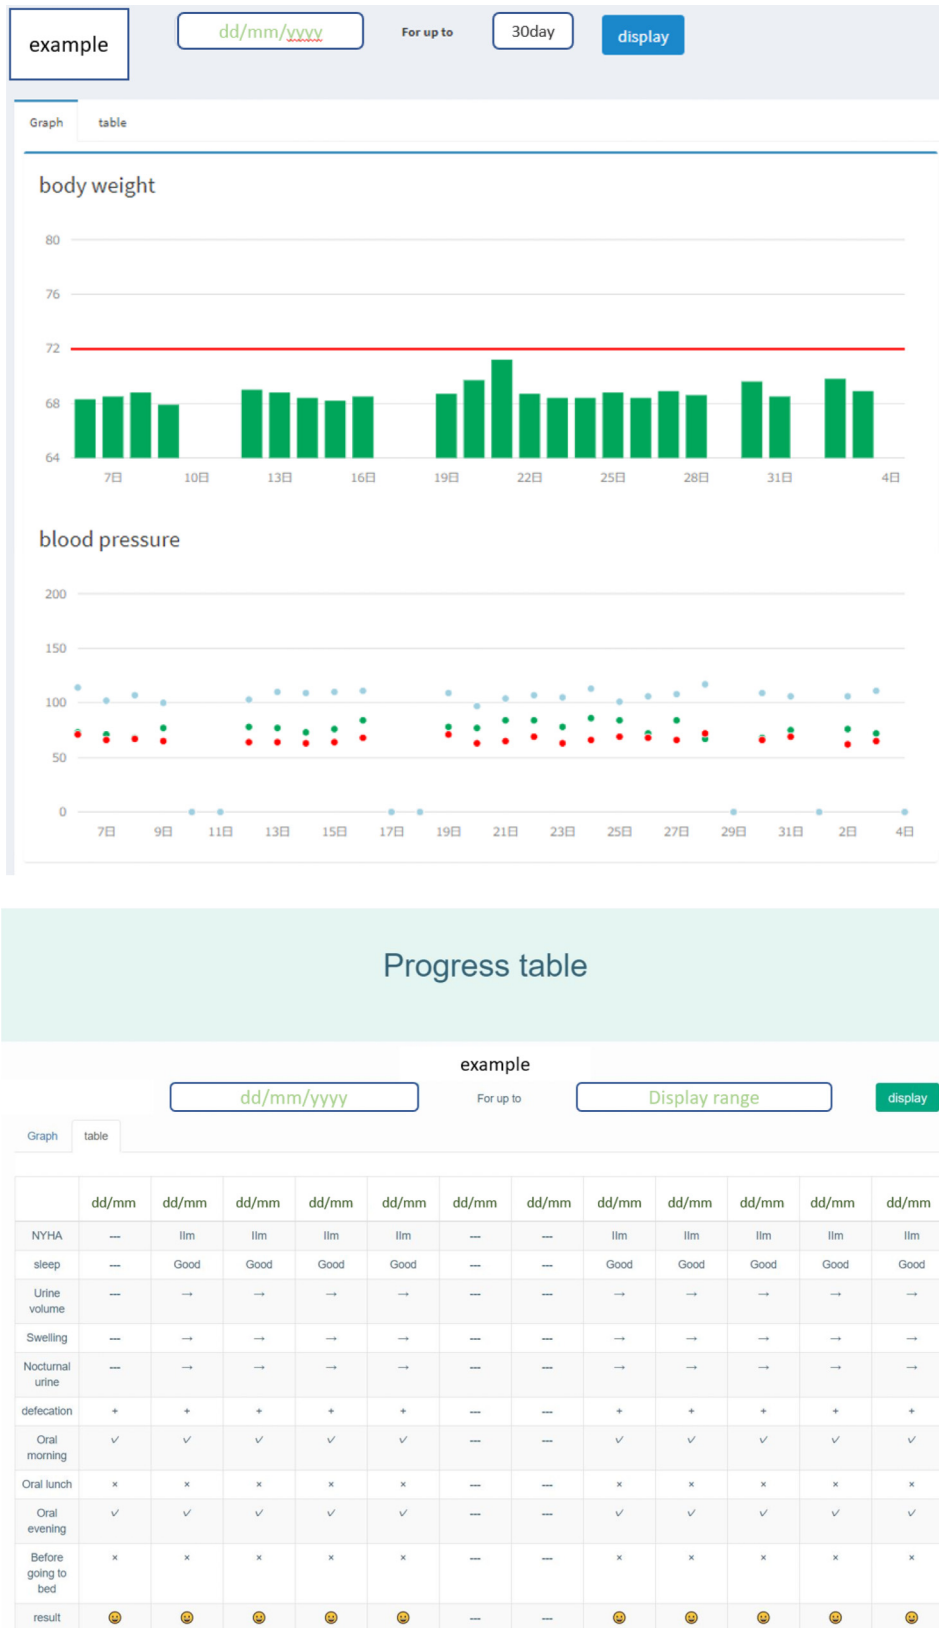 example
dd/mm/yyyy
For up to
30day
display
Graph table
body weight
80
76
72
68
64
7日 10日 13日 16日 19日 22日 25日 28日 31日 4日
blood pressure
200
150
100
50
0
7日 9日 11日 13日 15日 17日 19日 21日 23日 25日 27日 29日 31日 2日 4日
Progress table
example
dd/mm/yyyy For up to Display range display
Graph table
dd/mm dd/mm dd/mm dd/mm dd/mm dd/mm dd/mm dd/mm dd/mm dd/mm dd/mm dd/mm
NYHA --- IIm IIm IIm IIm --- --- IIm IIm IIm IIm IIm
sleep --- Good Good Good Good --- --- Good Good Good Good Good
Urine
volume --- → → → → --- --- → → → → →
Swelling --- → → → → --- --- → → → → →
Nocturnal
urine --- → → → → --- --- → → → → →
defecation + + + + + --- --- + + + + +
Oral
morning ✓ ✓ ✓ ✓ ✓ --- --- ✓ ✓ ✓ ✓ ✓
Oral lunch × × × × × --- --- × × × × ×
Oral
evening ✓ ✓ ✓ ✓ ✓ --- --- ✓ ✓ ✓ ✓ ✓
Before
going to
bed × × × × × --- --- × × × × ×
result 😀 😀 😀 😀 😀 --- --- 😀 😀 😀 😀 😀